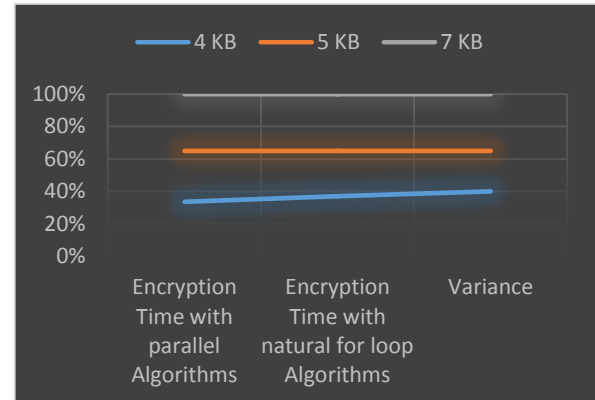 4 KB 5 KB 7 KB
100%
80%
60%
40%
20%
0%
Encryption Time with parallel Algorithms
Encryption Time with natural for loop Algorithms
Variance